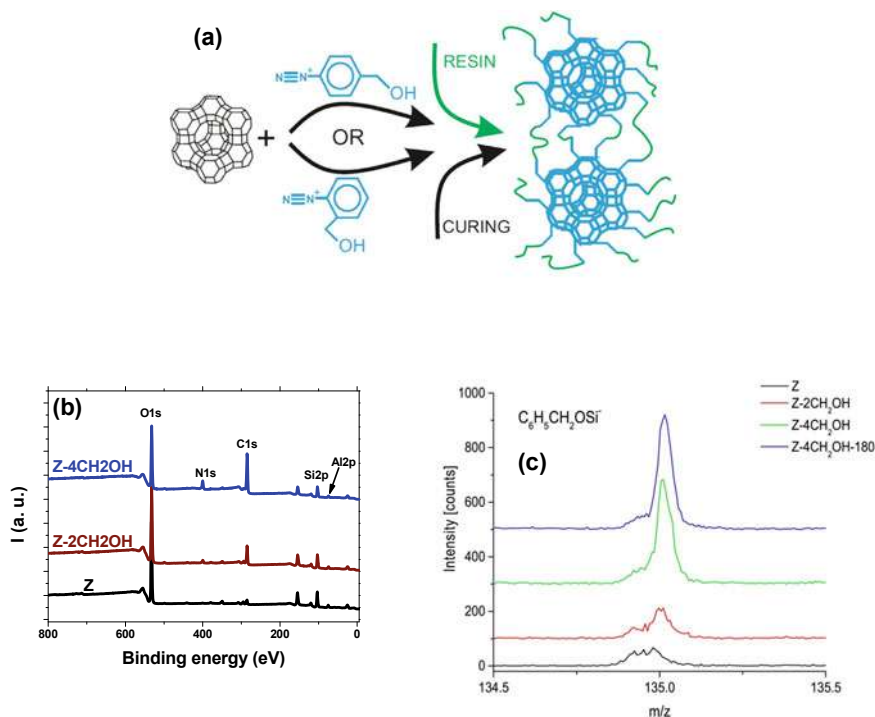 (a)
N≡N⁺
OH
RESIN
+
OR
N≡N⁺
OH
CURING
(b)
O1s
N1s
C1s
Si2p
Al2p
Z-4CH2OH
Z-2CH2OH
Z
I (a. u.)
800 600 400 200 0
Binding energy (eV)
C₆H₅CH₂OSi⁻
(c)
Z
Z-2CH₂OH
Z-4CH₂OH
Z-4CH₂OH-180
1000
800
600
400
200
0
Intensity [counts]
134.5 135.0 135.5
m/z